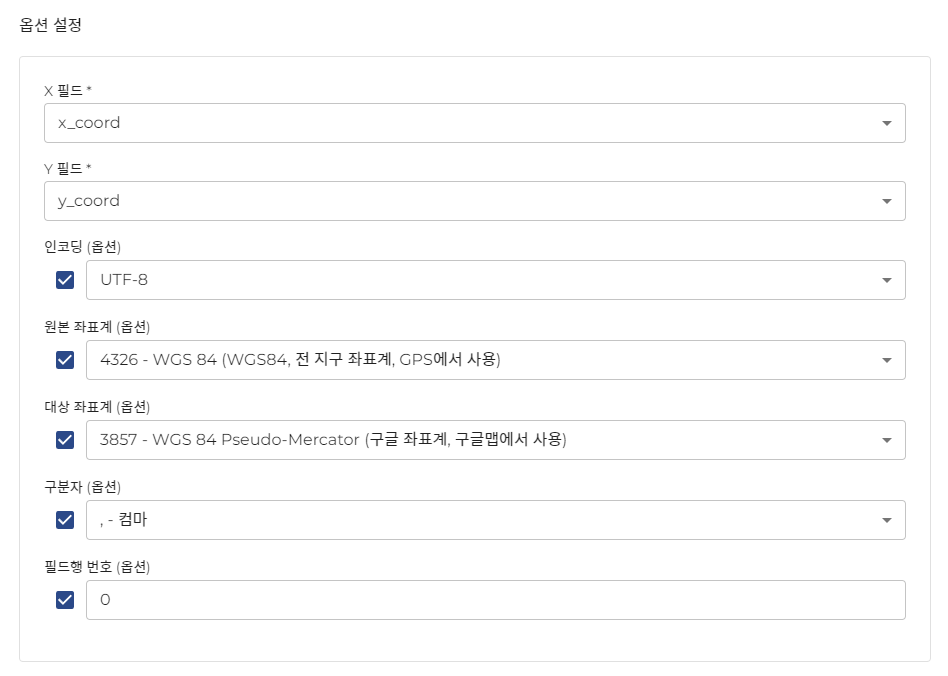 옵션 설정
X 필드 *
x_coord
Y 필드 *
y_coord
인코딩 (옵션)
UTF-8
원본 좌표계 (옵션)
4326 - WGS 84 (WGS84, 전 지구 좌표계, GPS에서 사용)
대상 좌표계 (옵션)
3857 - WGS 84 Pseudo-Mercator (구글 좌표계, 구글맵에서 사용)
구분자 (옵션)
, - 컴마
필드행 번호 (옵션)
0